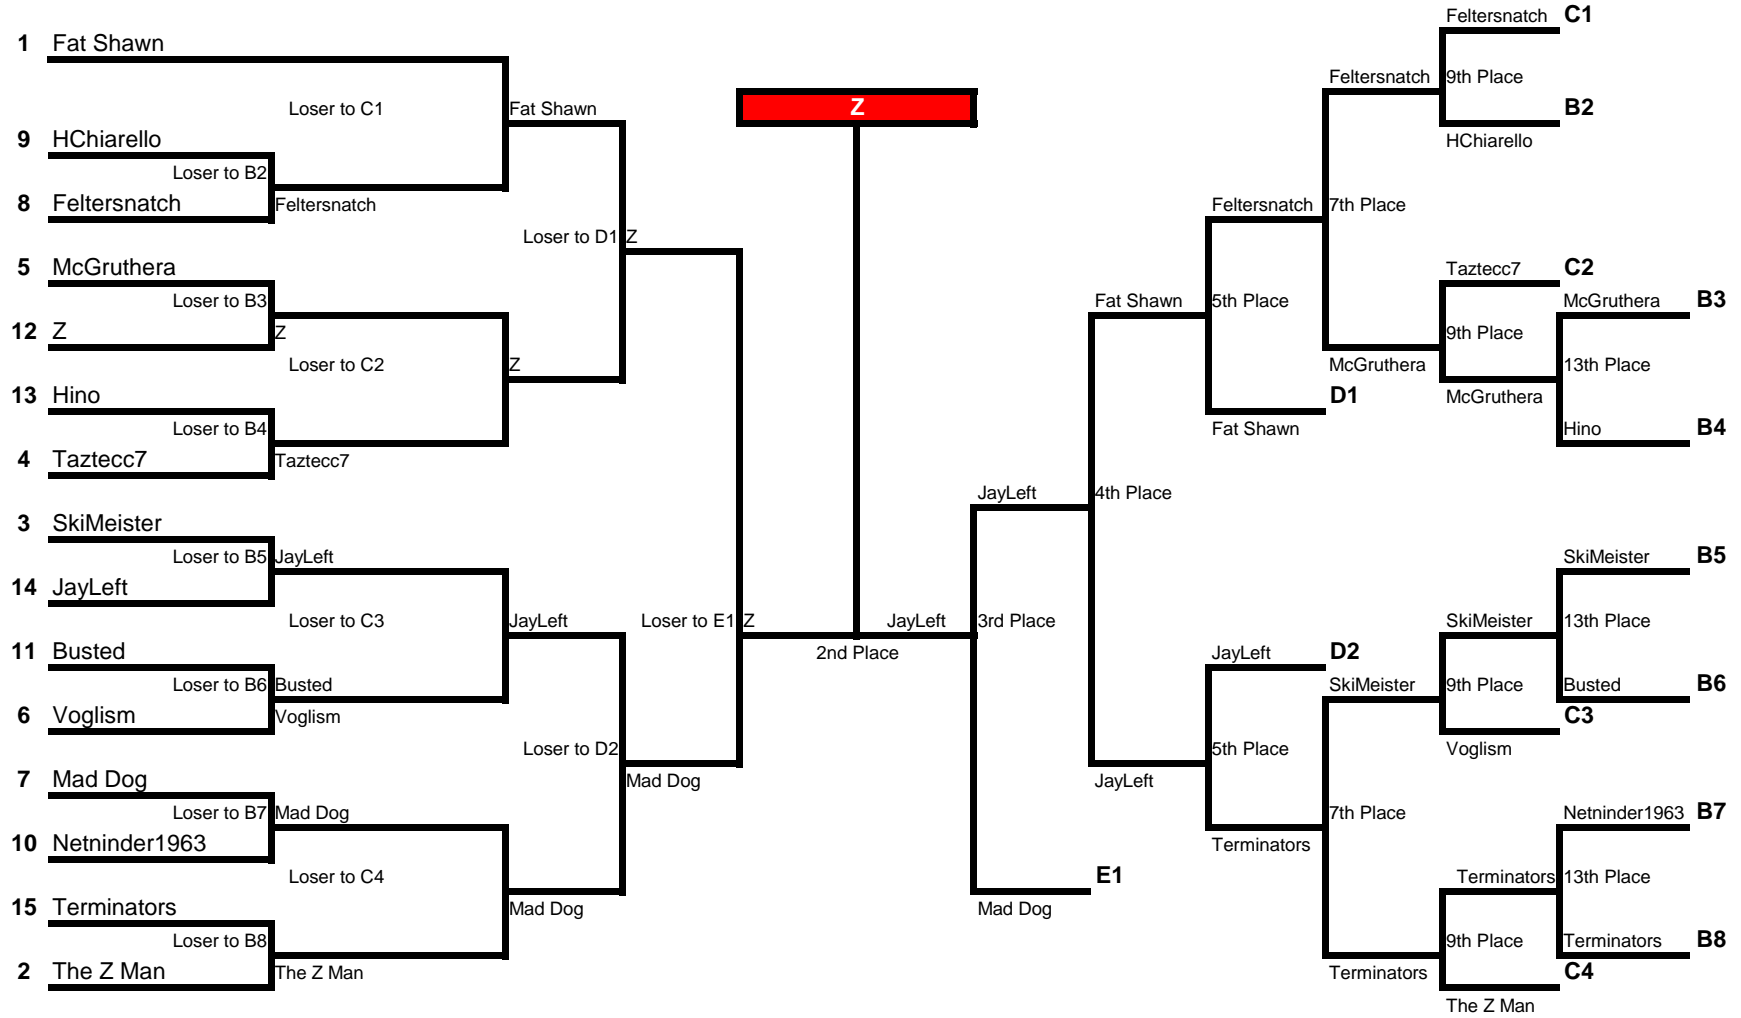 Feltersnatch C1
1 Fat Shawn
Feltersnatch 9th Place
Loser to C1 Fat Shawn Z B2
9 HChiarello HChiarello
Loser to B2
8 Feltersnatch Feltersnatch Feltersnatch 7th Place
Loser to D1 Z
5 McGruthera Taztecc7 C2
Loser to B3 Fat Shawn 5th Place McGruthera B3
12 Z Z 9th Place
Loser to C2 Z McGruthera 13th Place
13 Hino D1 McGruthera
Loser to B4 Fat Shawn Hino B4
4 Taztecc7 Taztecc7
JayLeft 4th Place
3 SkiMeister
Loser to B5 JayLeft SkiMeister B5
14 JayLeft
Loser to C3 JayLeft Loser to E1 Z JayLeft 3rd Place SkiMeister 13th Place
11 Busted 2nd Place JayLeft D2
Loser to B6 Busted SkiMeister 9th Place Busted B6
6 Voglism Voglism C3
Loser to D2 5th Place Voglism
7 Mad Dog Mad Dog JayLeft
Loser to B7 Mad Dog 7th Place Netninder1963 B7
10 Netninder1963 Terminators
Loser to C4 E1 Terminators 13th Place
15 Terminators Mad Dog Mad Dog
Loser to B8 9th Place Terminators B8
2 The Z Man The Z Man Terminators C4
The Z Man